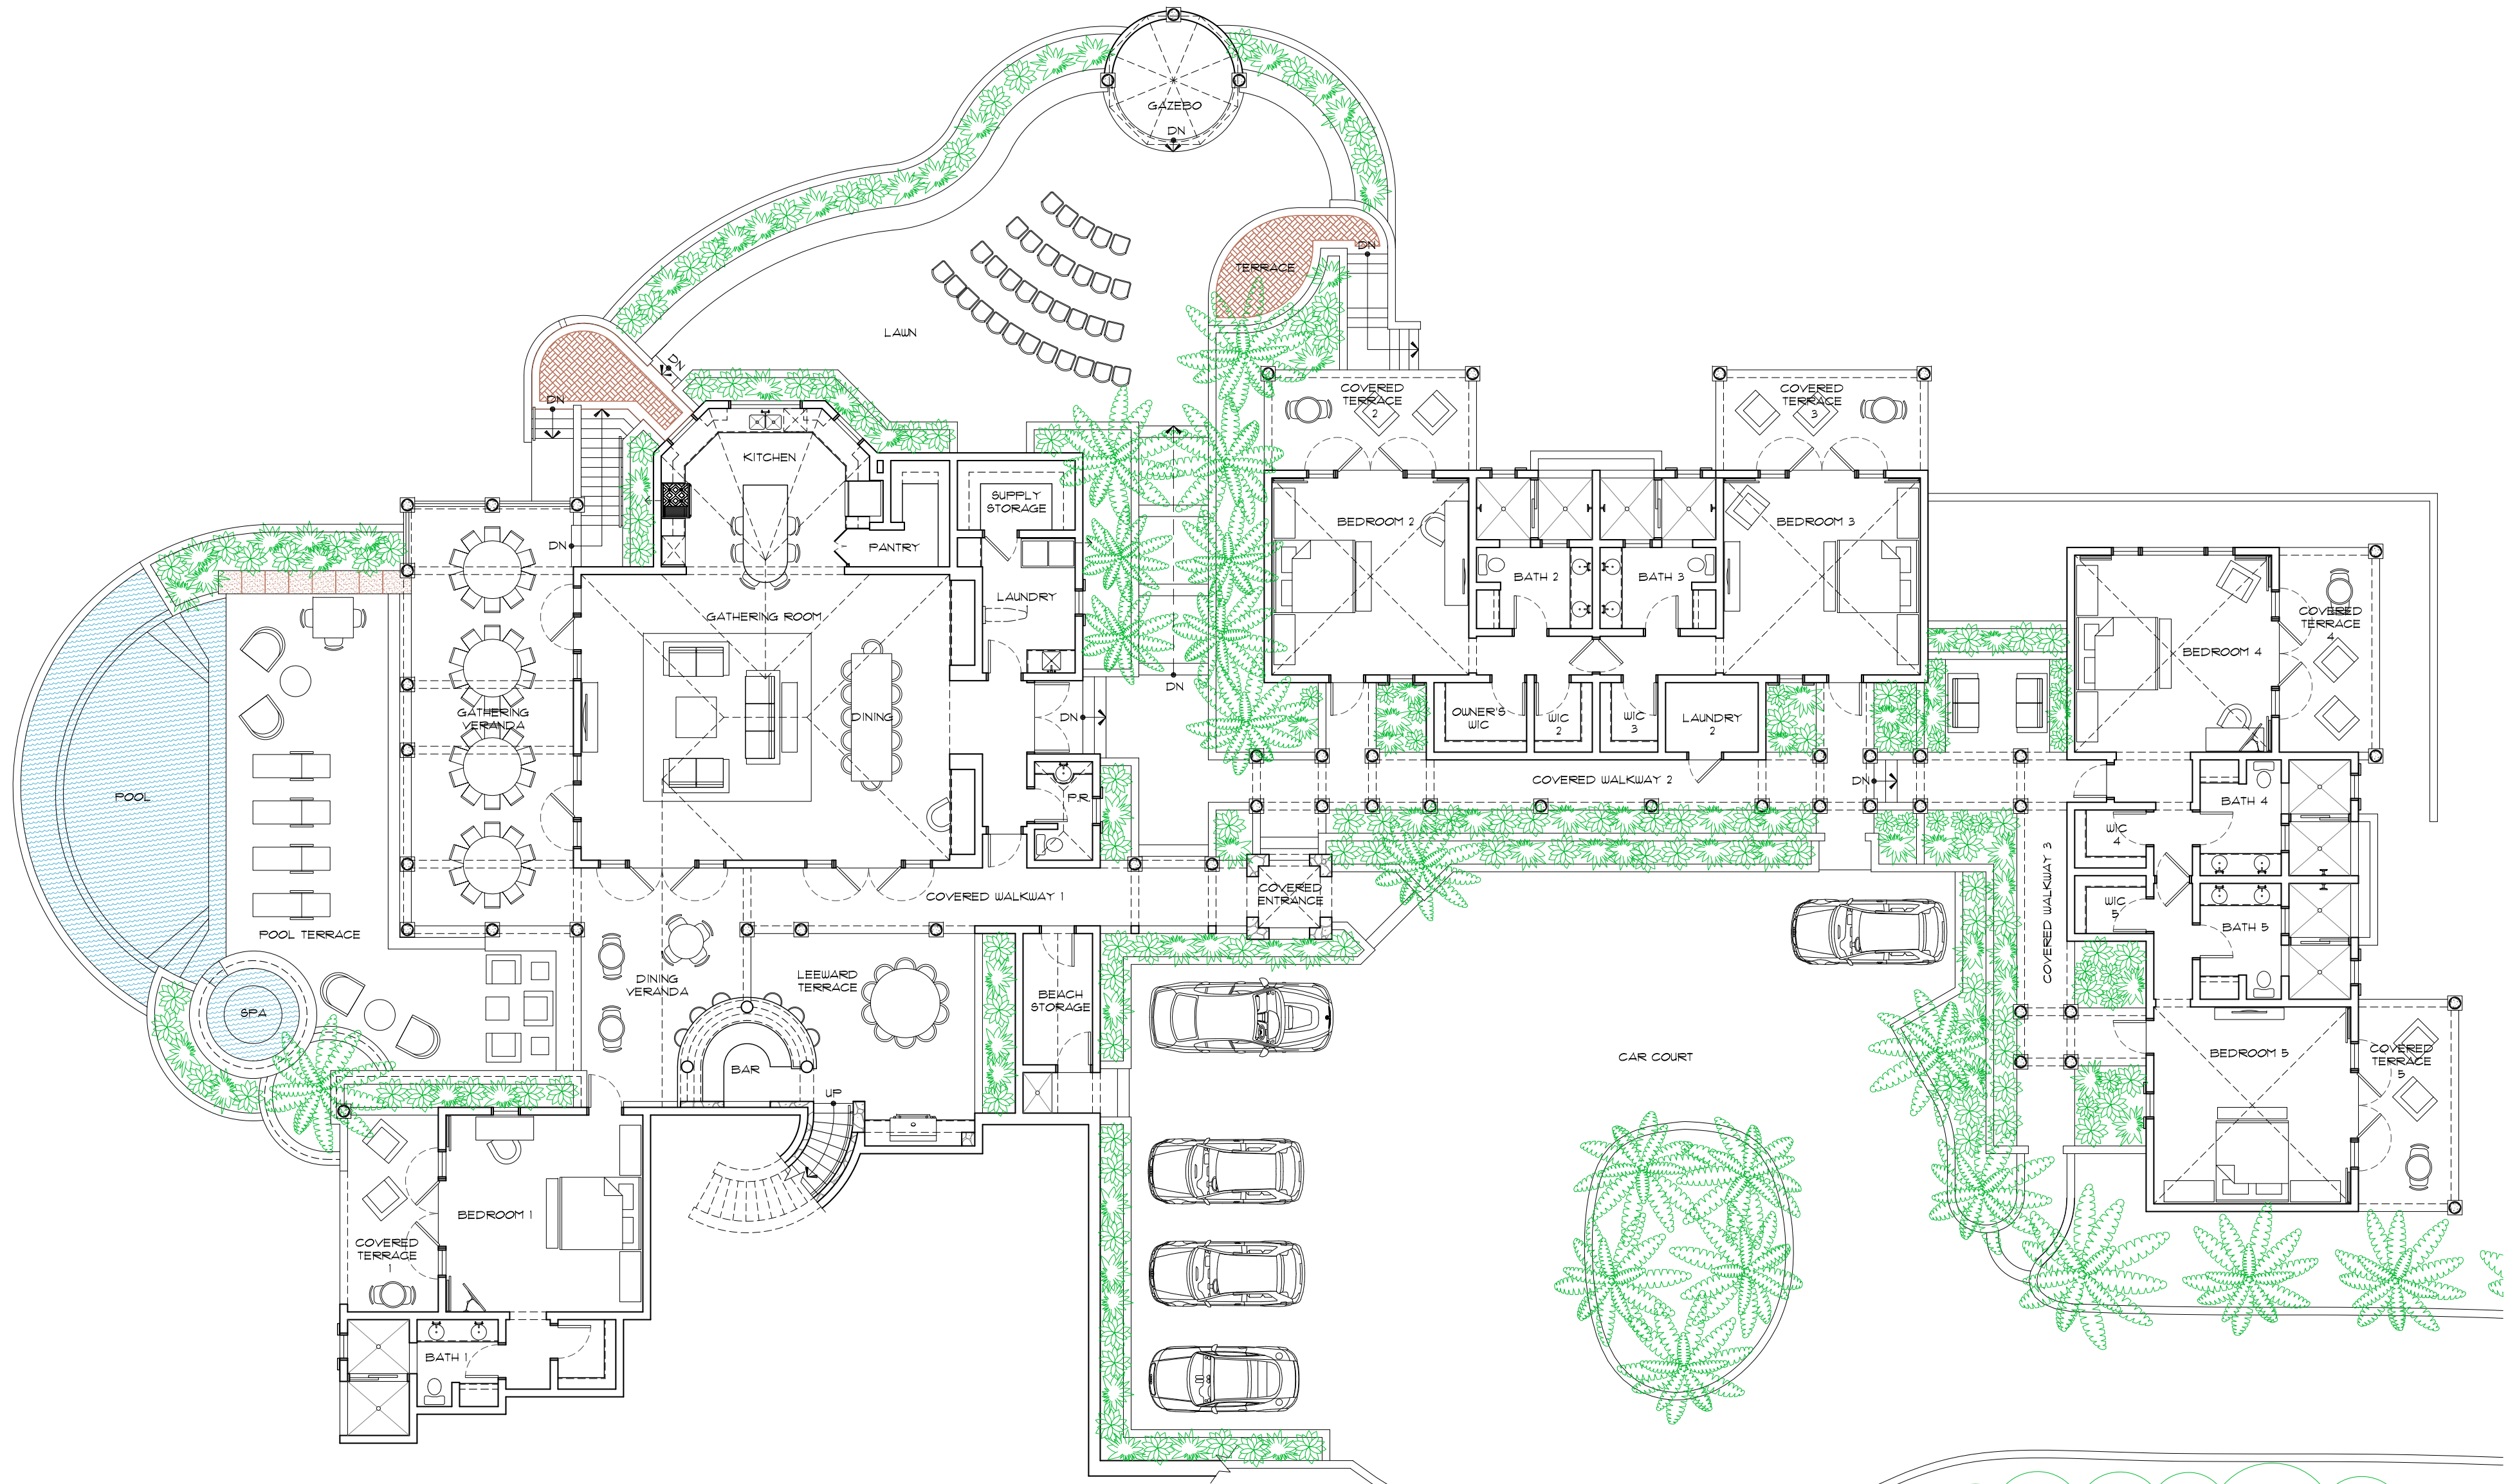 GAZEBO
DN
DN
TERRACE
LAWN
DN
DN
COVERED
TERRACE
2
COVERED
TERRACE
3
KITCHEN
SUPPLY
STORAGE
PANTRY
DN
BEDROOM 2
BEDROOM 3
BATH 2
BATH 3
GATHERING ROOM
LAUNDRY
COVERED
TERRACE
4
BEDROOM 4
DN
GATHERING
VERANDA
DINING
DN
OWNER'S
WIC
WIC
2
WIC
3
LAUNDRY
2
COVERED WALKWAY 2
DN
POOL
P.R.
BATH 4
WIC
4
COVERED WALKWAY 3
COVERED WALKWAY 1
COVERED
ENTRANCE
WIC
5
BATH 5
POOL TERRACE
DINING
VERANDA
LEEWARD
TERRACE
BEACH
STORAGE
SPA
BAR
UP
CAR COURT
BEDROOM 5
COVERED
TERRACE
5
BEDROOM 1
COVERED
TERRACE
1
BATH 1